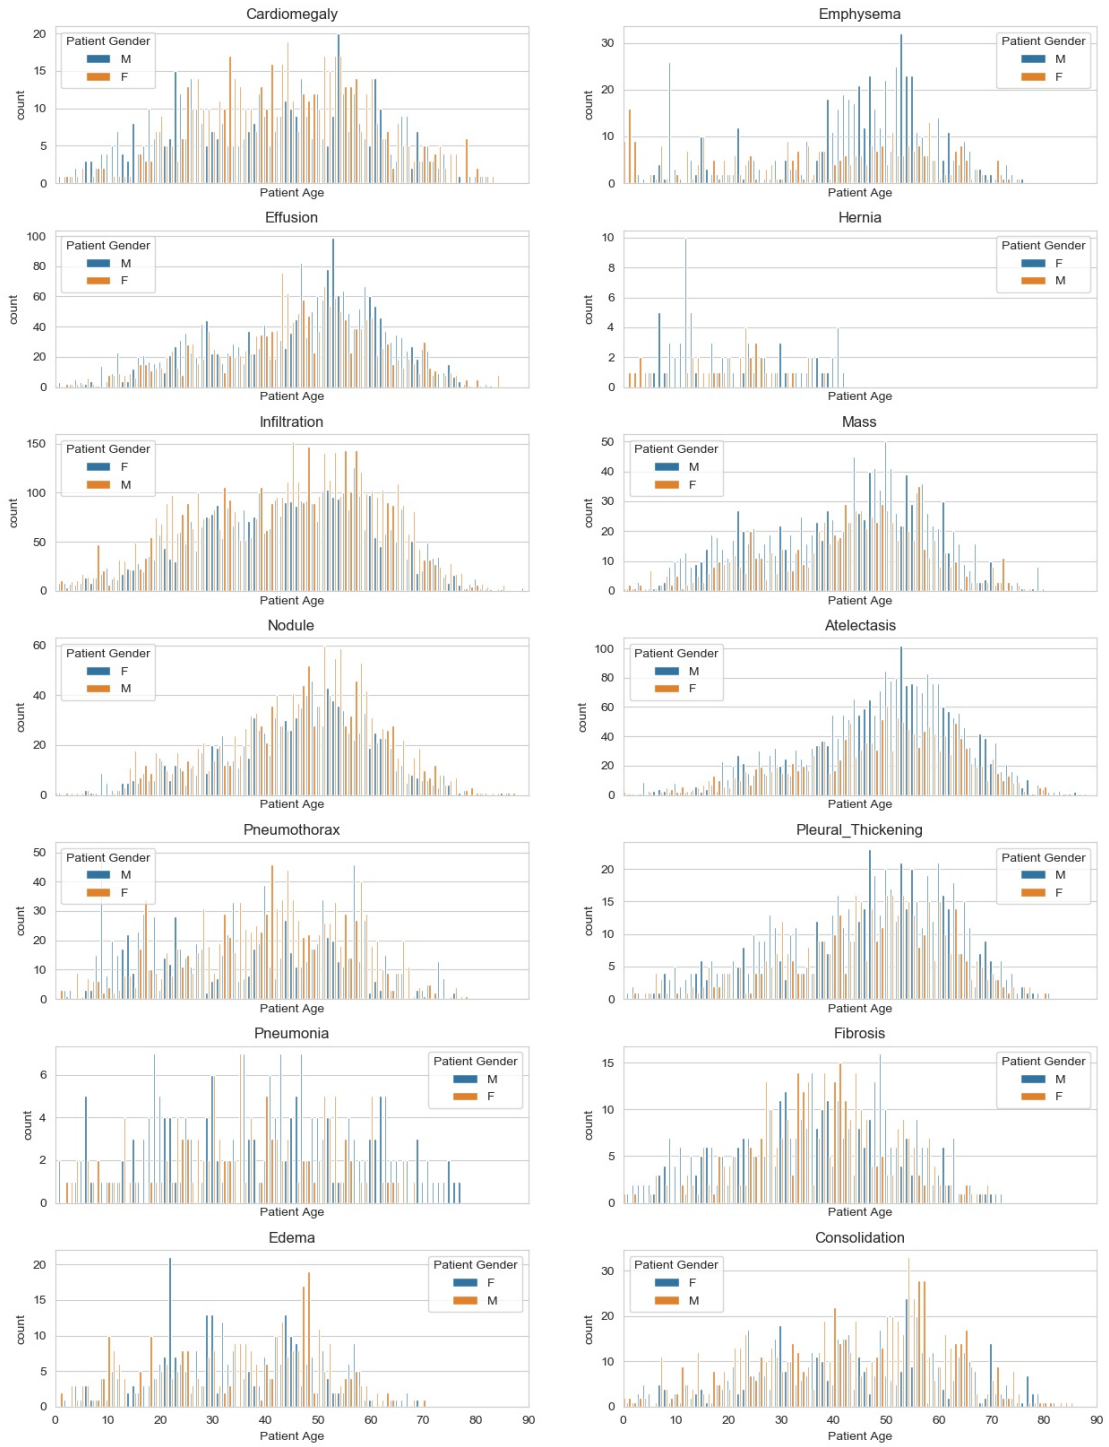 Cardiomegaly
Patient Gender
M
F
count
20
15
10
5
0
Patient Age
Emphysema
Patient Gender
M
F
count
30
20
10
0
Patient Age
Effusion
Patient Gender
M
F
count
100
80
60
40
20
0
Patient Age
Hernia
Patient Gender
F
M
count
10
8
6
4
2
0
Patient Age
Infiltration
Patient Gender
F
M
count
150
100
50
0
Patient Age
Mass
Patient Gender
M
F
count
50
40
30
20
10
0
Patient Age
Nodule
Patient Gender
F
M
count
60
40
20
0
Patient Age
Atelectasis
Patient Gender
M
F
count
100
80
60
40
20
0
Patient Age
Pneumothorax
Patient Gender
M
F
count
50
40
30
20
10
0
Patient Age
Pleural_Thickening
Patient Gender
M
F
count
20
15
10
5
0
Patient Age
Pneumonia
Patient Gender
M
F
count
6
4
2
0
Patient Age
Fibrosis
Patient Gender
M
F
count
15
10
5
0
Patient Age
Edema
Patient Gender
F
M
count
20
15
10
5
0
0 10 20 30 40 50 60 70 80 90
Patient Age
Consolidation
Patient Gender
F
M
count
30
20
10
0
0 10 20 30 40 50 60 70 80 90
Patient Age